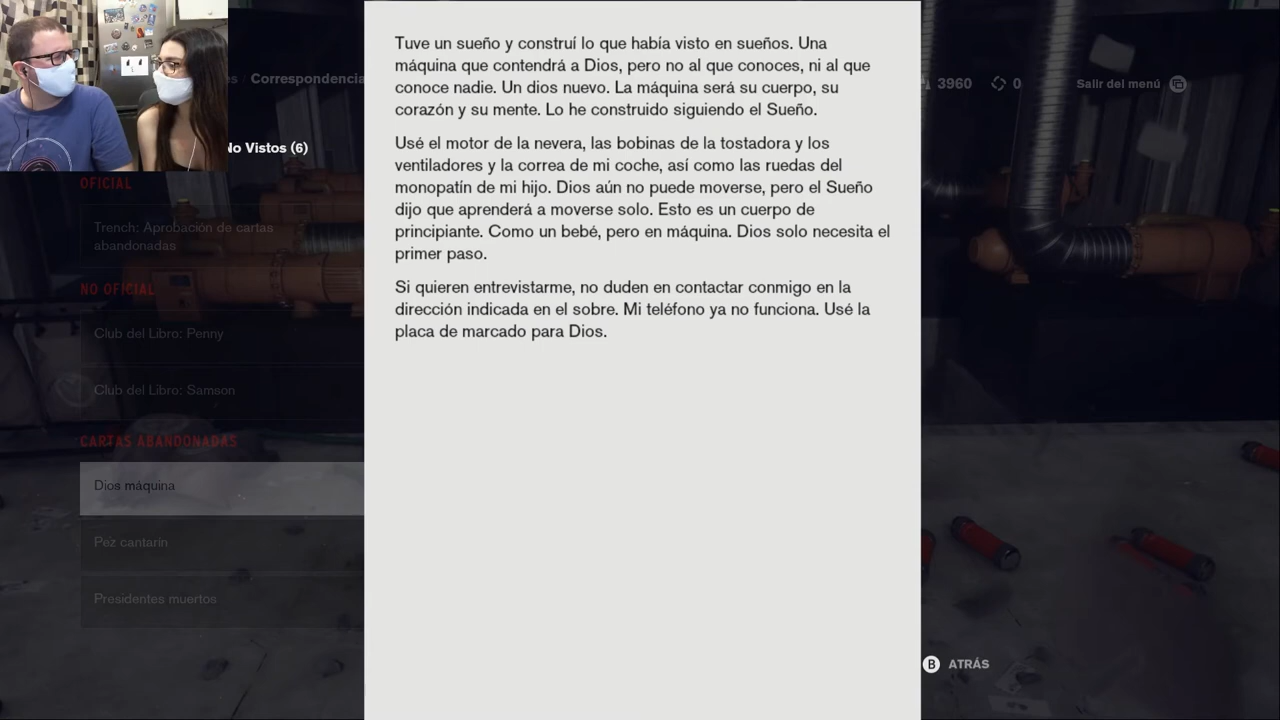 s Correspondencia
3960
0
Salir del menú
No Vistos (6)
OFICIAL
Trench: Aprobación de cartas
abandonadas
NO OFICIAL
Club del Libro: Penny
Club del Libro: Samson
CARTAS ABANDONADAS
Dios máquina
Pez cantarín
Presidentes muertos
Tuve un sueño y construí lo que había visto en sueños. Una
máquina que contendrá a Dios, pero no al que conoces, ni al que
conoce nadie. Un dios nuevo. La máquina será su cuerpo, su
corazón y su mente. Lo he construido siguiendo el Sueño.
Usé el motor de la nevera, las bobinas de la tostadora y los
ventiladores y la correa de mi coche, así como las ruedas del
monopatín de mi hijo. Dios aún no puede moverse, pero el Sueño
dijo que aprenderá a moverse solo. Esto es un cuerpo de
principiante. Como un bebé, pero en máquina. Dios solo necesita el
primer paso.
Si quieren entrevistarme, no duden en contactar conmigo en la
dirección indicada en el sobre. Mi teléfono ya no funciona. Usé la
placa de marcado para Dios.
B ATRÁS